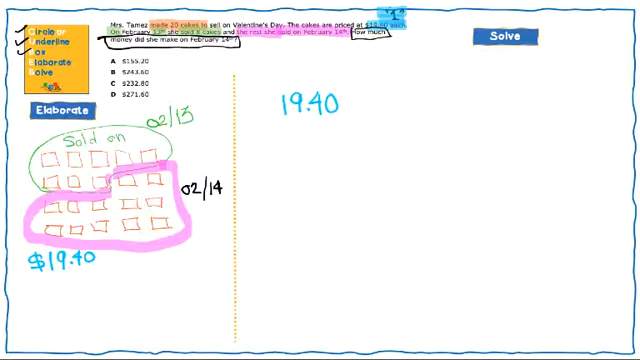 Circle or
Underline
Box
Elaborate
Solve
Mrs. Tamez made 20 cakes to sell on Valentine's Day. The cakes are priced at $19.40 each.
On February 13th she sold 8 cakes and the rest she sold on February 14th. How much
money did she make on February 14th?
"1"
A $155.20
B $243.60
C $232.80
D $271.60
Solve
Elaborate
02/13
Sold on
02/14
$19.40
19.40